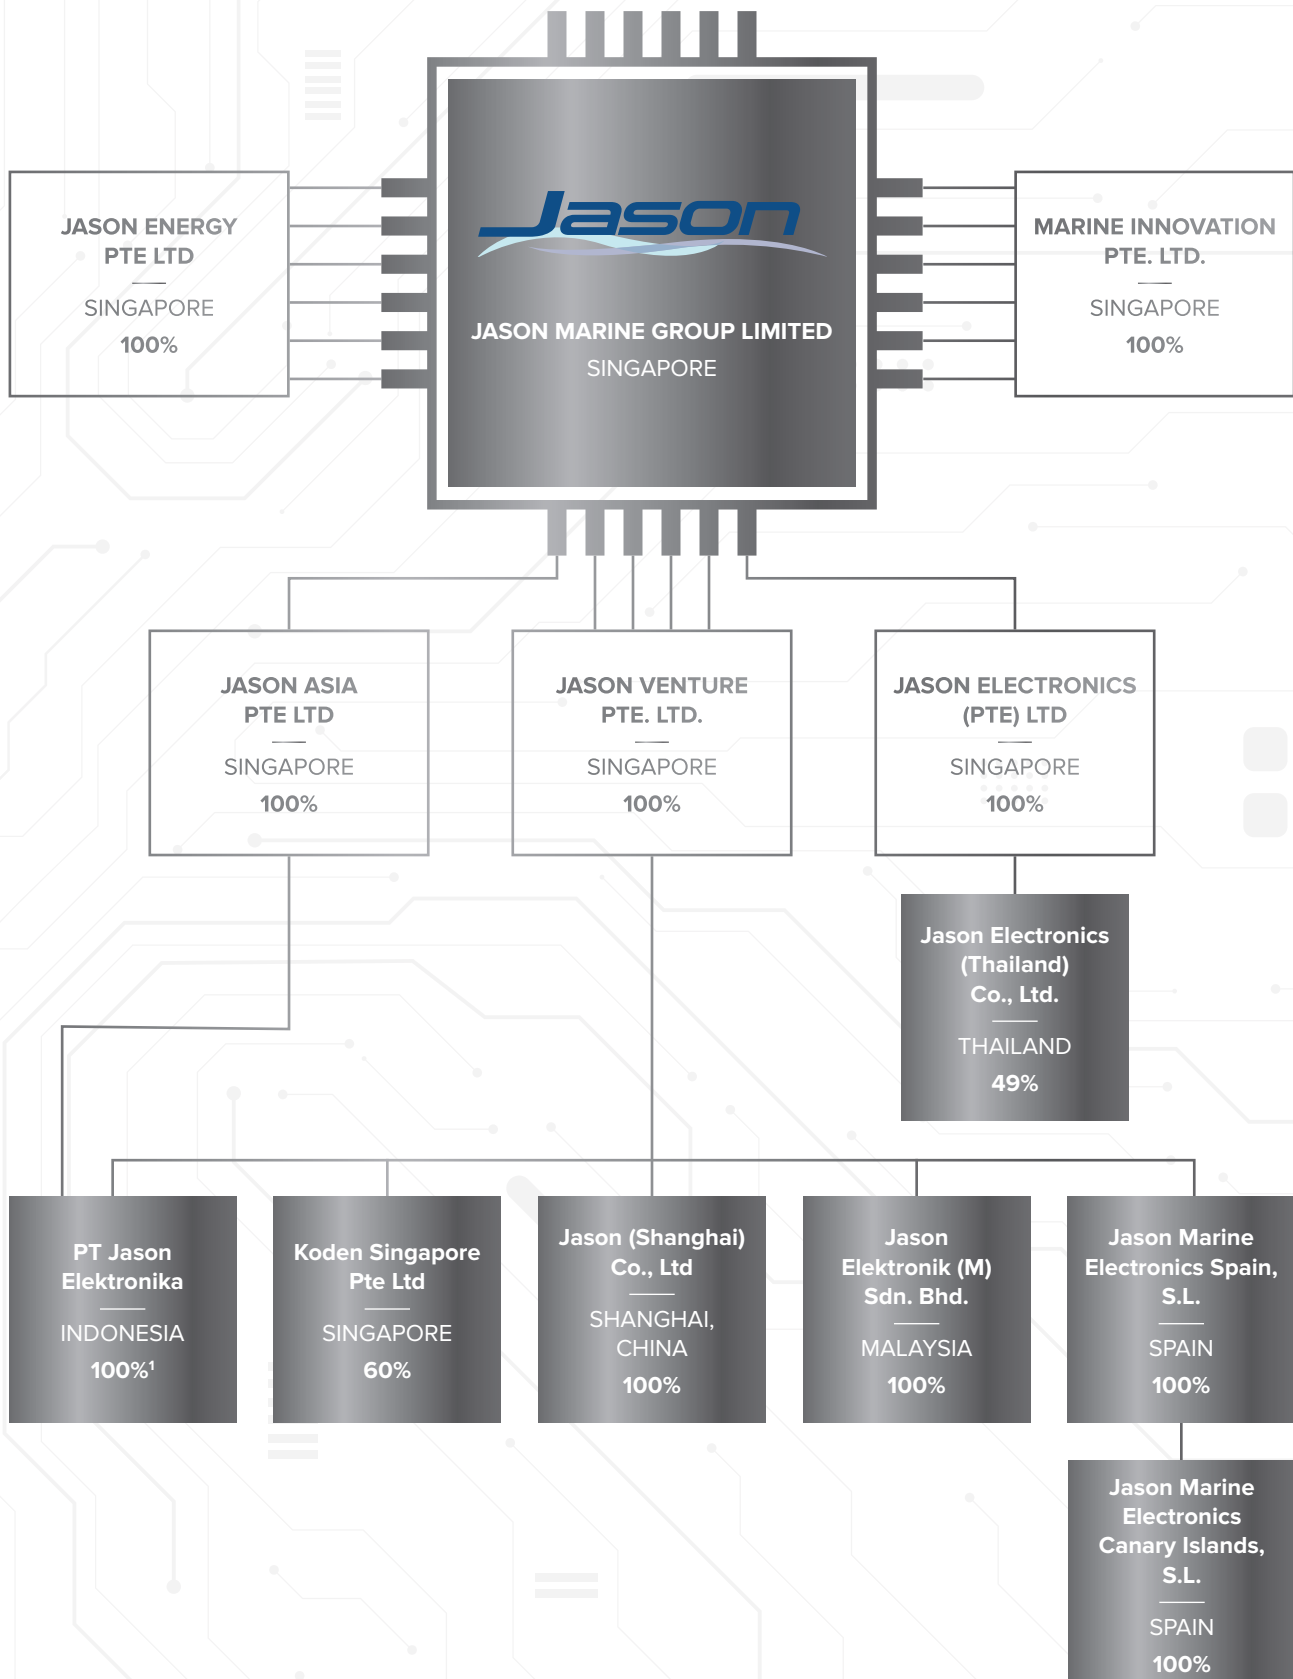 Jason
JASON MARINE GROUP LIMITED
SINGAPORE
JASON ENERGY
PTE LTD
SINGAPORE
100%
MARINE INNOVATION
PTE. LTD.
SINGAPORE
100%
JASON ASIA
PTE LTD
SINGAPORE
100%
JASON VENTURE
PTE. LTD.
SINGAPORE
100%
JASON ELECTRONICS
(PTE) LTD
SINGAPORE
100%
Jason Electronics
(Thailand)
Co., Ltd.
THAILAND
49%
PT Jason
Elektronika
INDONESIA
100%¹
Koden Singapore
Pte Ltd
SINGAPORE
60%
Jason (Shanghai)
Co., Ltd
SHANGHAI,
CHINA
100%
Jason
Elektronik (M)
Sdn. Bhd.
MALAYSIA
100%
Jason Marine
Electronics Spain,
S.L.
SPAIN
100%
Jason Marine
Electronics
Canary Islands,
S.L.
SPAIN
100%